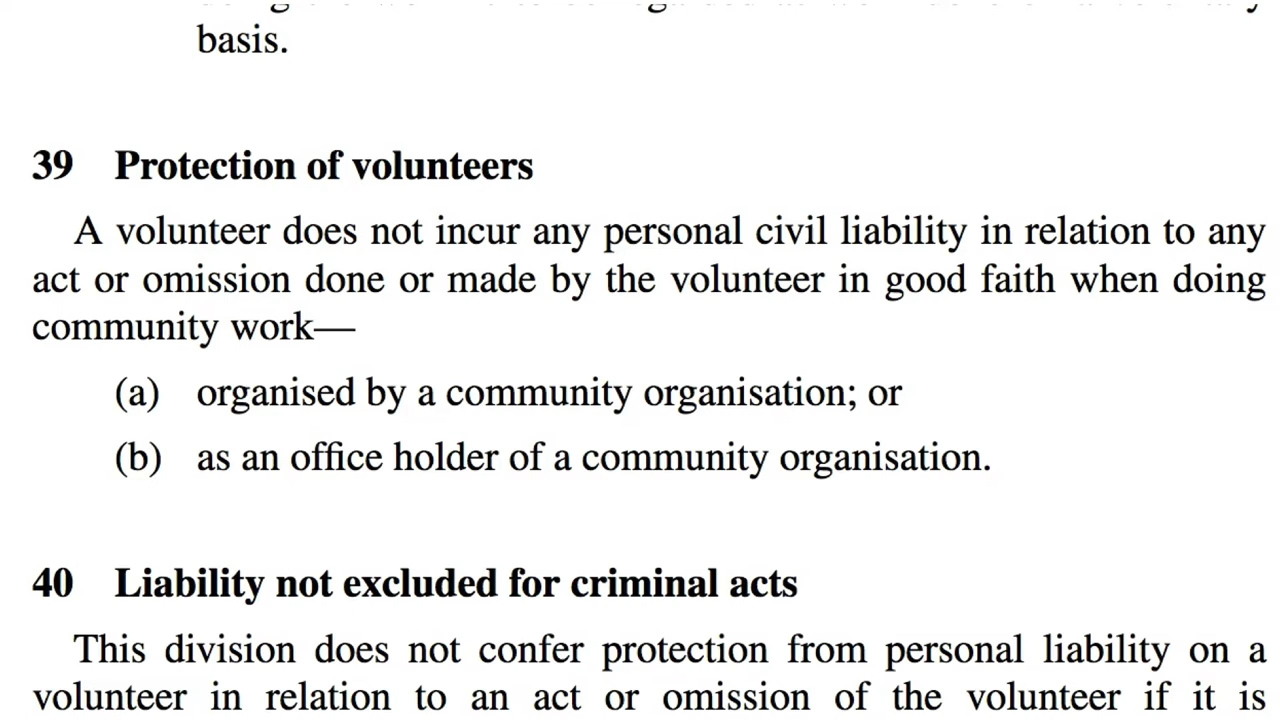 basis.
39 Protection of volunteers
A volunteer does not incur any personal civil liability in relation to any
act or omission done or made by the volunteer in good faith when doing
community work—
(a) organised by a community organisation; or
(b) as an office holder of a community organisation.
40 Liability not excluded for criminal acts
This division does not confer protection from personal liability on a
volunteer in relation to an act or omission of the volunteer if it is